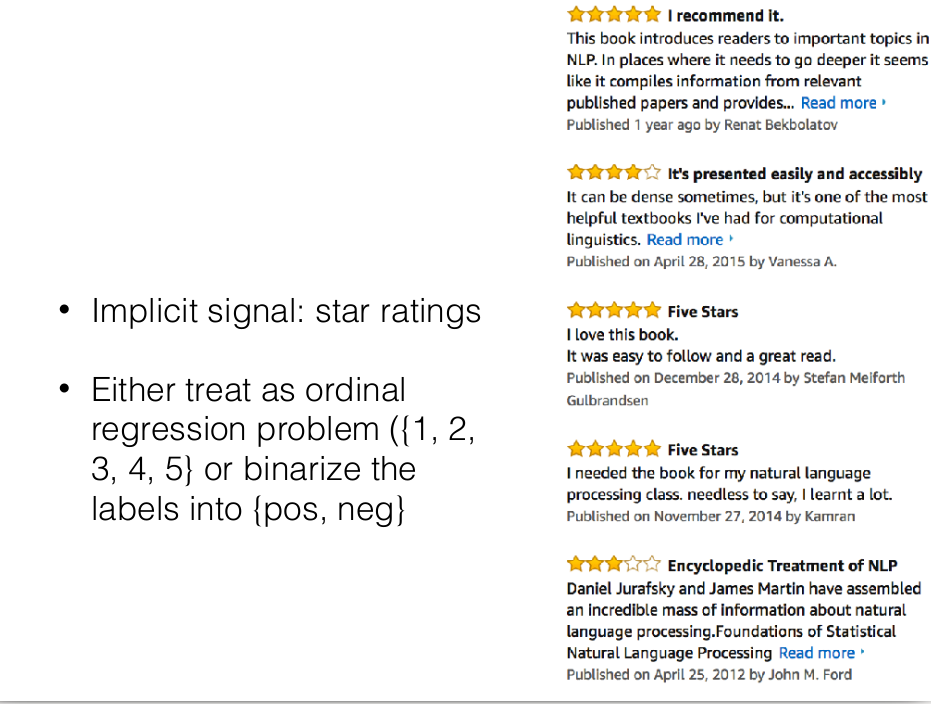 • Implicit signal: star ratings
• Either treat as ordinal
regression problem ({1, 2,
3, 4, 5} or binarize the
labels into {pos, neg}
I recommend it.
This book introduces readers to important topics in
NLP. In places where it needs to go deeper it seems
like it compiles information from relevant
published papers and provides... Read more
Published 1 year ago by Renat Bekbolatov
It's presented easily and accessibly
It can be dense sometimes, but it's one of the most
helpful textbooks I've had for computational
linguistics. Read more
Published on April 28, 2015 by Vanessa A.
Five Stars
I love this book.
It was easy to follow and a great read.
Published on December 28, 2014 by Stefan Meiforth
Gulbrandsen
Five Stars
I needed the book for my natural language
processing class. needless to say, I learnt a lot.
Published on November 27, 2014 by Kamran
Encyclopedic Treatment of NLP
Daniel Jurafsky and James Martin have assembled
an incredible mass of information about natural
language processing.Foundations of Statistical
Natural Language Processing Read more
Published on April 25, 2012 by John M. Ford